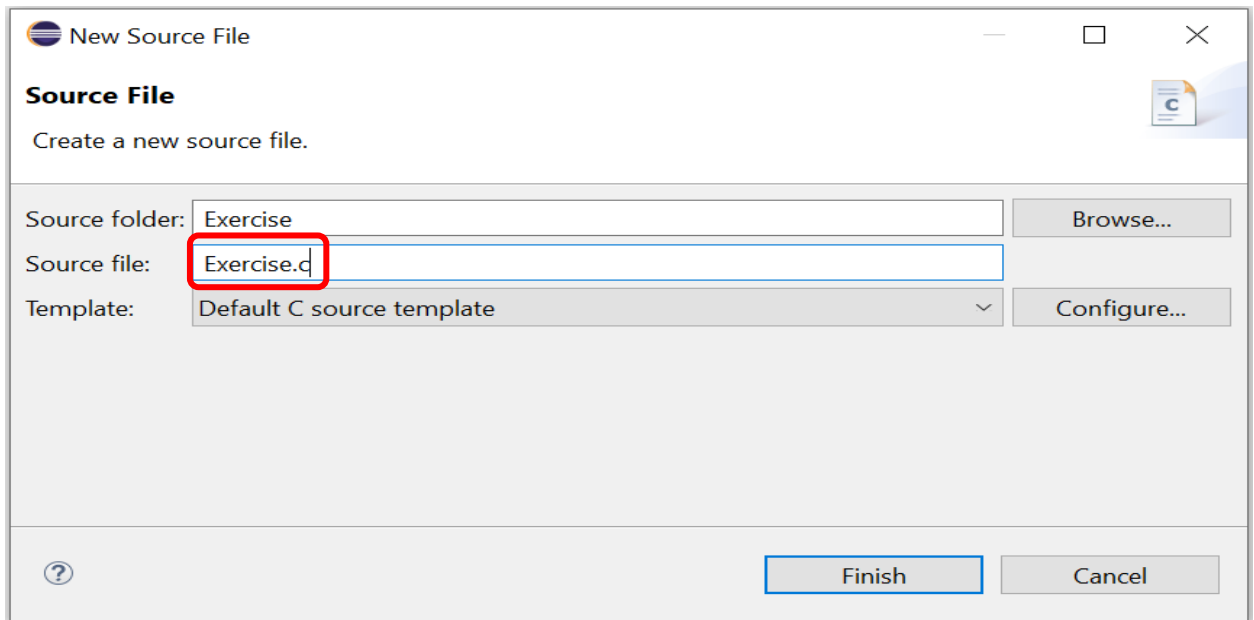 New Source File
Source File
Create a new source file.
Source folder: Exercise Browse...
Source file: Exercise.c
Template: Default C source template Configure...
Finish Cancel